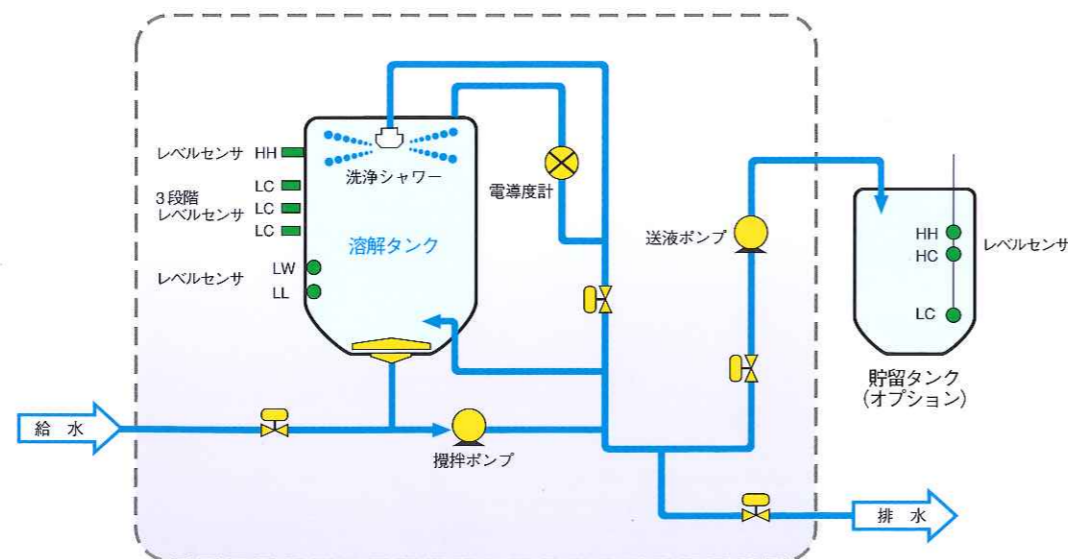 レベルセンサ HH
3段階
レベルセンサ
LC
LC
LC
レベルセンサ
LW
LL
洗浄シャワー
溶解タンク
電導度計
送液ポンプ
HH
HC
レベルセンサ
LC
貯留タンク
（オプション）
給 水
攪拌ポンプ
排 水